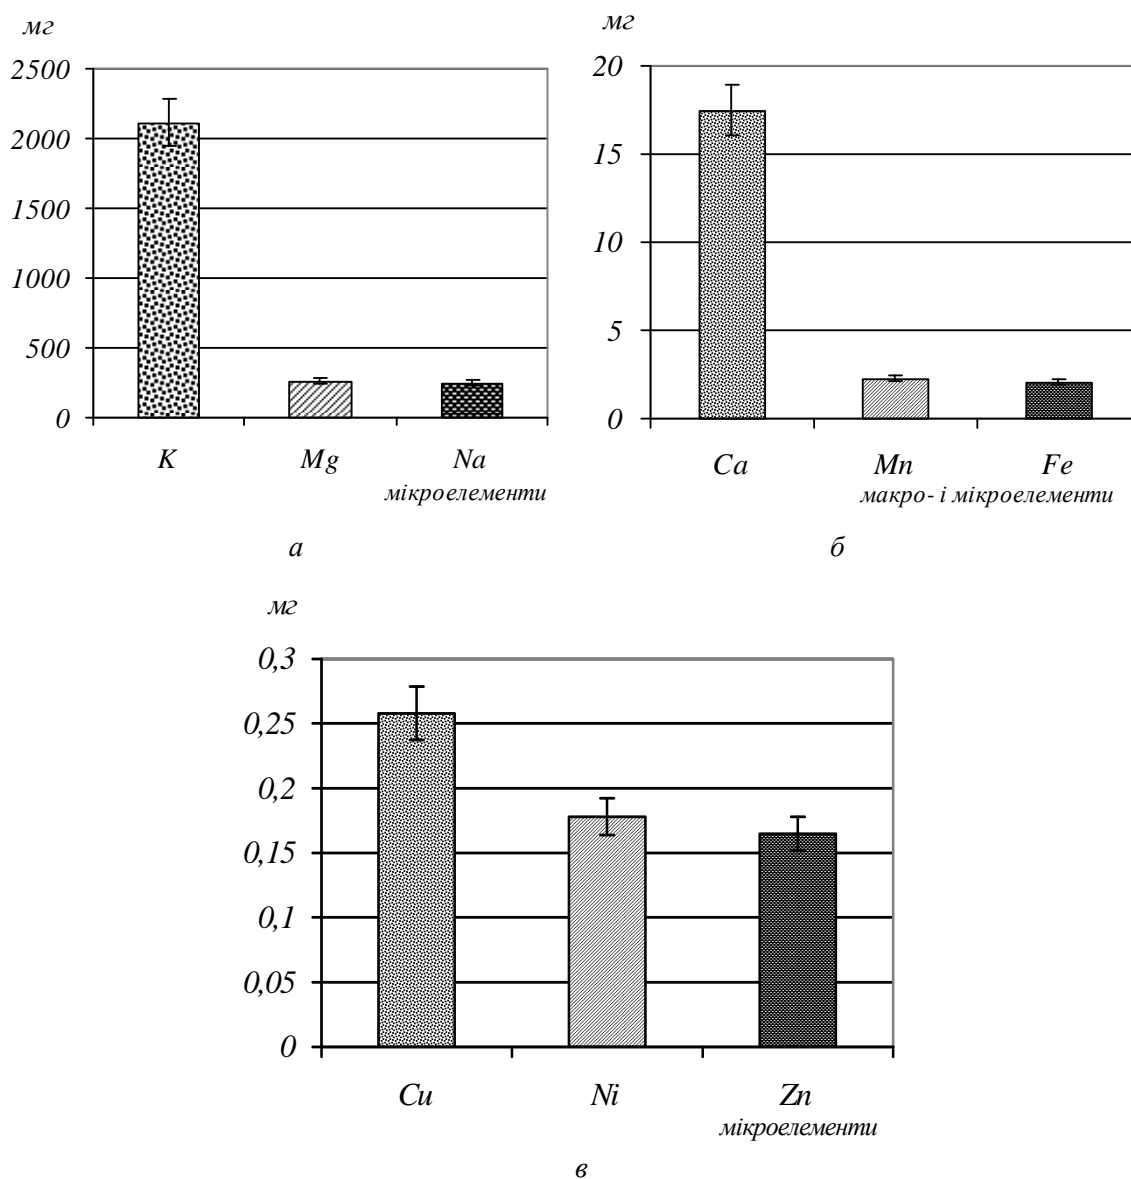 мг
2500
2000
1500
1000
500
0
K Mg Na
мікроелементи
а
мг
20
15
10
5
0
Ca Mn Fe
макро- і мікроелементи
б
мг
0,3
0,25
0,2
0,15
0,1
0,05
0
Cu Ni Zn
мікроелементи
в